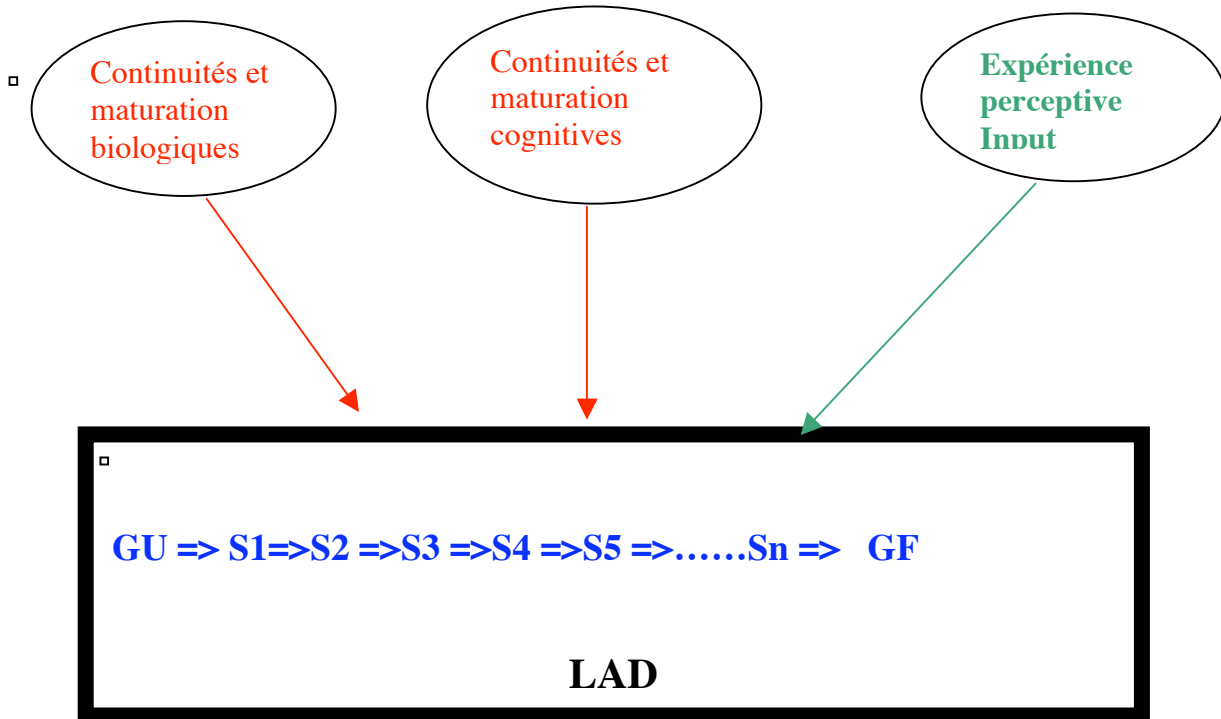 Continuités et
maturation
biologiques
Continuités et
maturation
cognitives
Expérience
perceptive
Input
GU => S1=>S2 =>S3 =>S4 =>S5 =>……Sn => GF
LAD